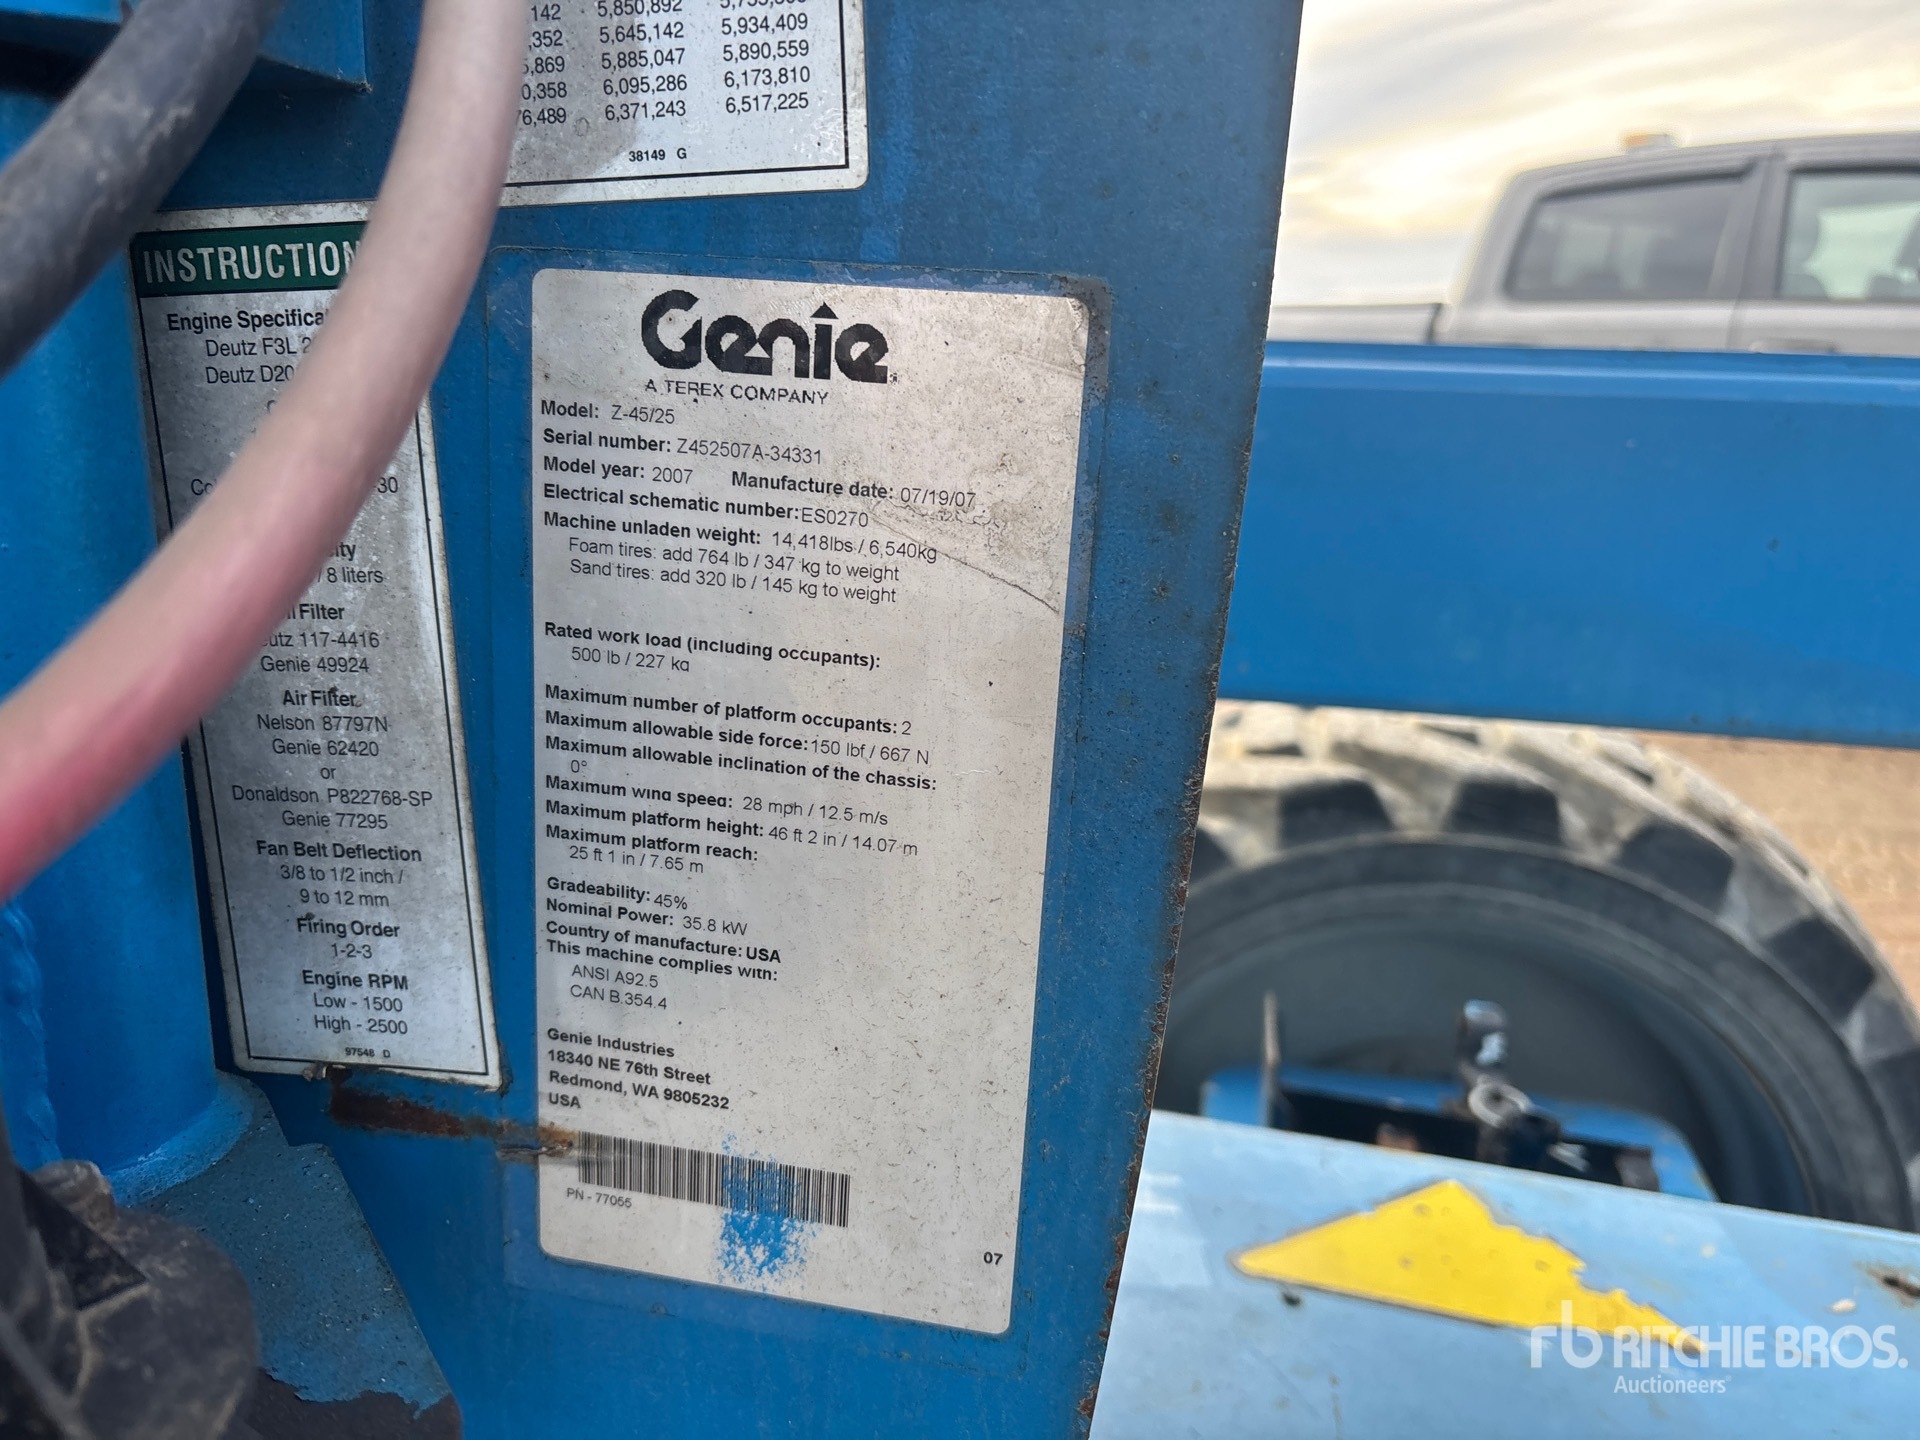 142 5,850,892
,352 5,645,142 5,934,409
,869 5,885,047 5,890,559
0,358 6,095,286 6,173,810
76,489 6,371,243 6,517,225
38149 G
INSTRUCTION
Engine Specifica
Deutz F3L 2
Deutz D20
30
ity
/ 8 liters
Filter
utz 117-4416
Genie 49924
Air Filter
Nelson 87797N
Genie 62420
or
Donaldson P822768-SP
Genie 77295
Fan Belt Deflection
3/8 to 1/2 inch /
9 to 12 mm
Firing Order
1-2-3
Engine RPM
Low - 1500
High - 2500
97548 D
Genie
A TEREX COMPANY
Model: Z-45/25
Serial number: Z452507A-34331
Model year: 2007 Manufacture date: 07/19/07
Electrical schematic number: ES0270
Machine unladen weight: 14,418lbs / 6,540kg
Foam tires: add 764 lb / 347 kg to weight
Sand tires: add 320 lb / 145 kg to weight
Rated work load (including occupants):
500 lb / 227 kg
Maximum number of platform occupants: 2
Maximum allowable side force: 150 lbf / 667 N
Maximum allowable inclination of the chassis:
0°
Maximum wind speed: 28 mph / 12.5 m/s
Maximum platform height: 46 ft 2 in / 14.07 m
Maximum platform reach:
25 ft 1 in / 7.65 m
Gradeability: 45%
Nominal Power: 35.8 kW
Country of manufacture: USA
This machine complies with:
ANSI A92.5
CAN B.354.4
Genie Industries
18340 NE 76th Street
Redmond, WA 9805232
USA
PN - 77055
07
rb RITCHIE BROS.
Auctioneers